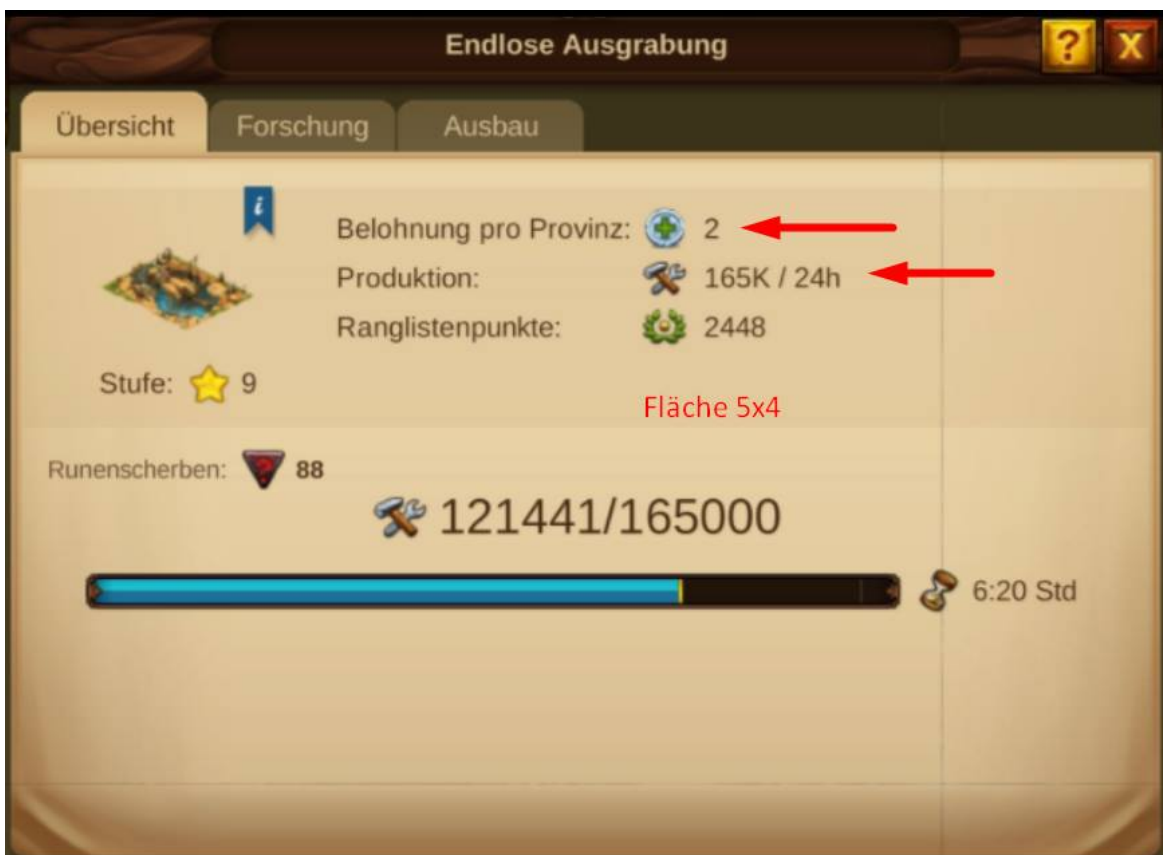 Endlose Ausgrabung
? X
Übersicht Forschung Ausbau
i
Belohnung pro Provinz: 2
Produktion: 165K / 24h
Ranglistenpunkte: 2448
Stufe: 9
Fläche 5x4
Runenscherben: 88
121441/165000
6:20 Std